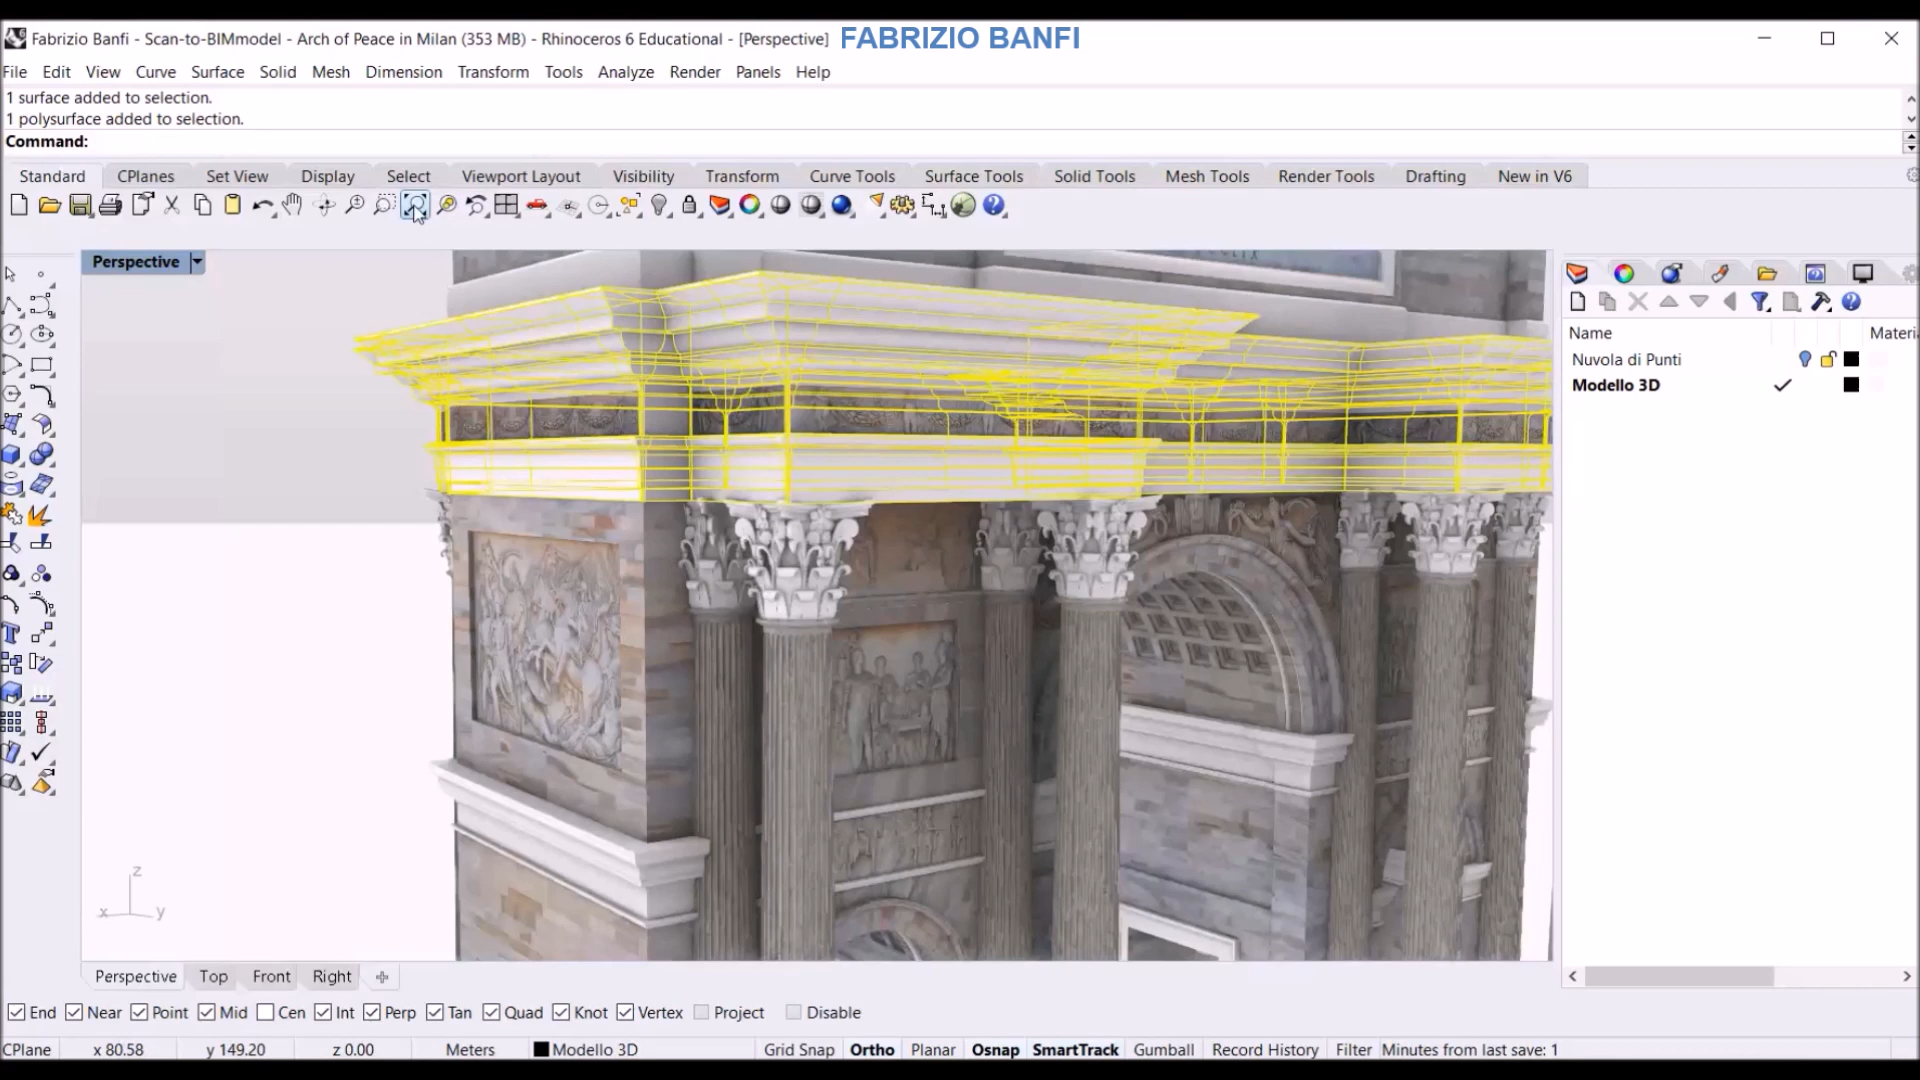 Fabrizio Banfi - Scan-to-BIMmodel - Arch of Peace in Milan (353 MB) - Rhinoceros 6 Educational - [Perspective] FABRIZIO BANFI
File Edit View Curve Surface Solid Mesh Dimension Transform Tools Analyze Render Panels Help
1 surface added to selection.
1 polysurface added to selection.
Command:
Standard CPlanes Set View Display Select Viewport Layout Visibility Transform Curve Tools Surface Tools Solid Tools Mesh Tools Render Tools Drafting New in V6
Perspective
Name Materi
Nuvola di Punti
Modello 3D
z
x y
Perspective Top Front Right
End Near Point Mid Cen Int Perp Tan Quad Knot Vertex Project Disable
CPlane x 80.58 y 149.20 z 0.00 Meters Modello 3D Grid Snap Ortho Planar Osnap SmartTrack Gumball Record History Filter Minutes from last save: 1